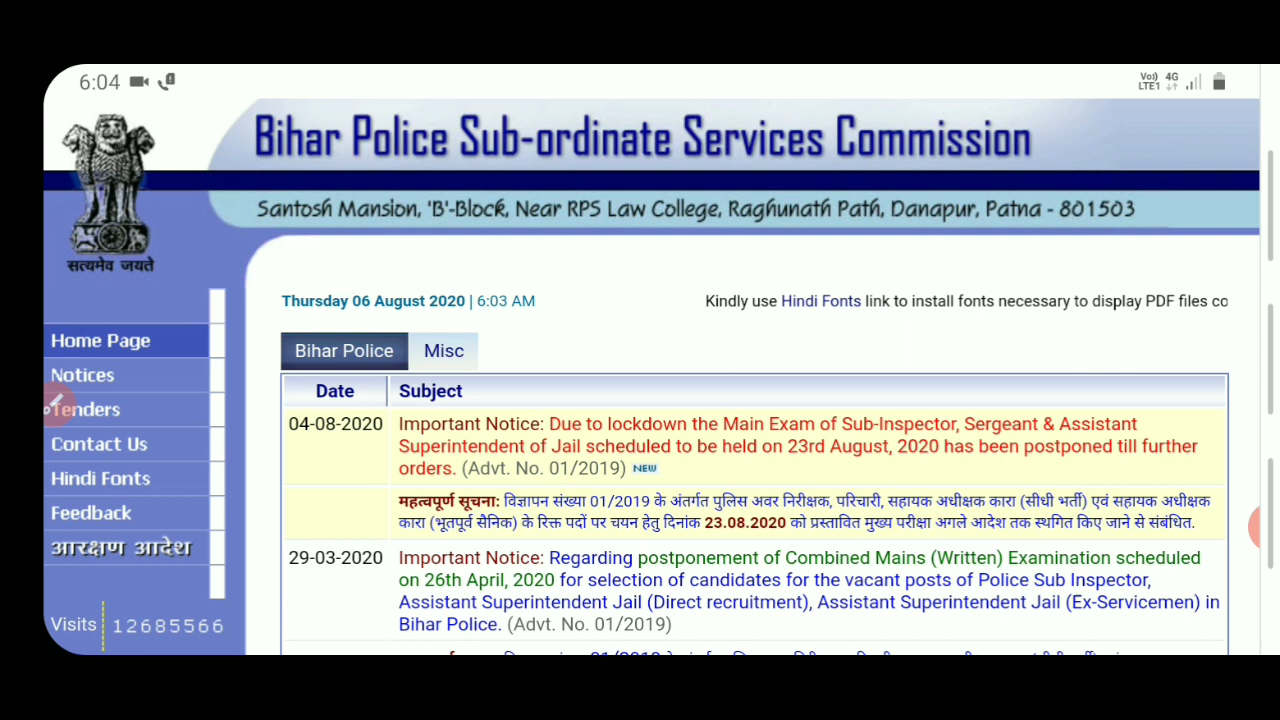 6:04
Vo)) 4G
LTE1
Bihar Police Sub-ordinate Services Commission
Santosh Mansion, 'B'-Block, Near RPS Law College, Raghunath Path, Danapur, Patna - 801503
सत्यमेव जयते
Thursday 06 August 2020 | 6:03 AM
Kindly use Hindi Fonts link to install fonts necessary to display PDF files co
Home Page
Notices
Tenders
Contact Us
Hindi Fonts
Feedback
आरक्षण आदेश
Visits 12685566
Bihar Police Misc
Date Subject
04-08-2020 Important Notice: Due to lockdown the Main Exam of Sub-Inspector, Sergeant & Assistant
Superintendent of Jail scheduled to be held on 23rd August, 2020 has been postponed till further
orders. (Advt. No. 01/2019) NEW
महत्वपूर्ण सूचना: विज्ञापन संख्या 01/2019 के अंतर्गत पुलिस अवर निरीक्षक, परिचारी, सहायक अधीक्षक कारा (सीधी भर्ती) एवं सहायक अधीक्षक
कारा (भूतपूर्व सैनिक) के रिक्त पदों पर चयन हेतु दिनांक 23.08.2020 को प्रस्तावित मुख्य परीक्षा अगले आदेश तक स्थगित किए जाने से संबंधित.
29-03-2020 Important Notice: Regarding postponement of Combined Mains (Written) Examination scheduled
on 26th April, 2020 for selection of candidates for the vacant posts of Police Sub Inspector,
Assistant Superintendent Jail (Direct recruitment), Assistant Superintendent Jail (Ex-Servicemen) in
Bihar Police. (Advt. No. 01/2019)